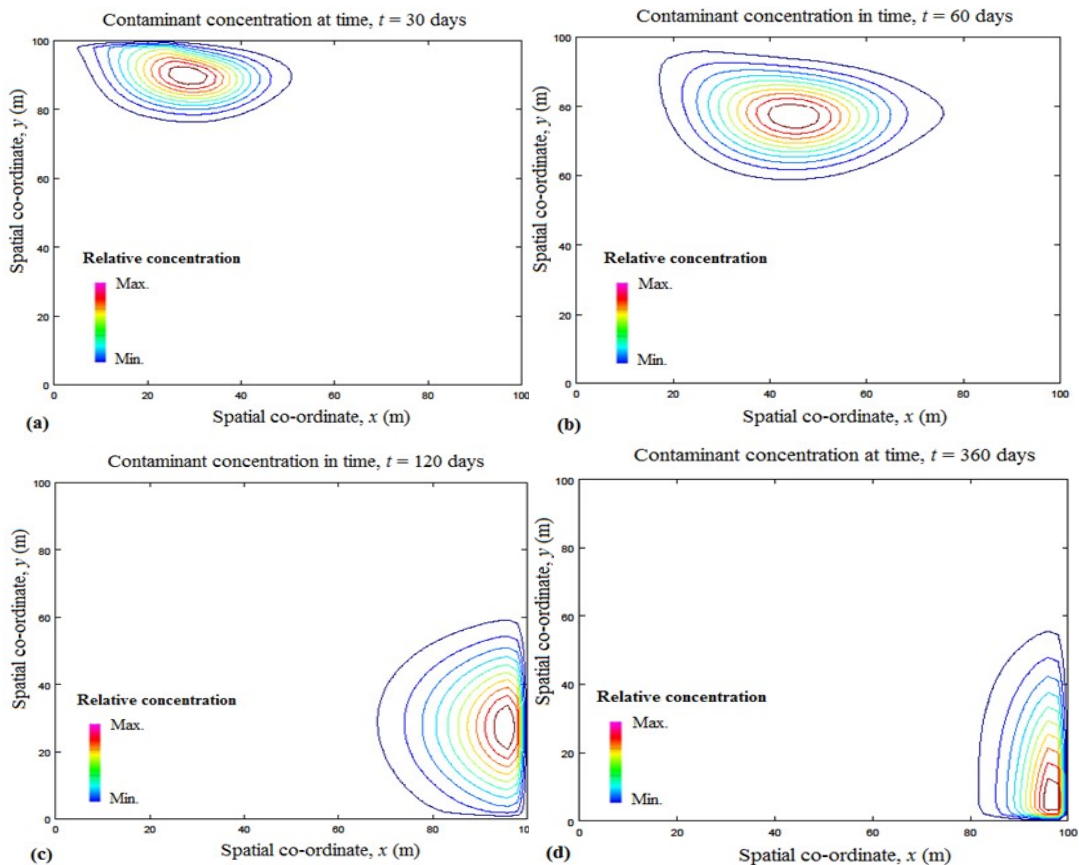 Contaminant concentration at time, t = 30 days
100
80
60
40
20
0
Spatial co-ordinate, y (m)
Relative concentration
Max.
Min.
0 20 40 60 80 100
Spatial co-ordinate, x (m)
(a)
Contaminant concentration in time, t = 60 days
100
80
60
40
20
0
Spatial co-ordinate, y (m)
Relative concentration
Max.
Min.
0 20 40 60 80 100
Spatial co-ordinate, x (m)
(b)
Contaminant concentration in time, t = 120 days
100
80
60
40
20
0
Spatial co-ordinate, y (m)
Relative concentration
Max.
Min.
0 20 40 60 80 100
Spatial co-ordinate, x (m)
(c)
Contaminant concentration at time, t = 360 days
100
80
60
40
20
0
Spatial co-ordinate, y (m)
Relative concentration
Max.
Min.
0 20 40 60 80 100
Spatial co-ordinate, x (m)
(d)